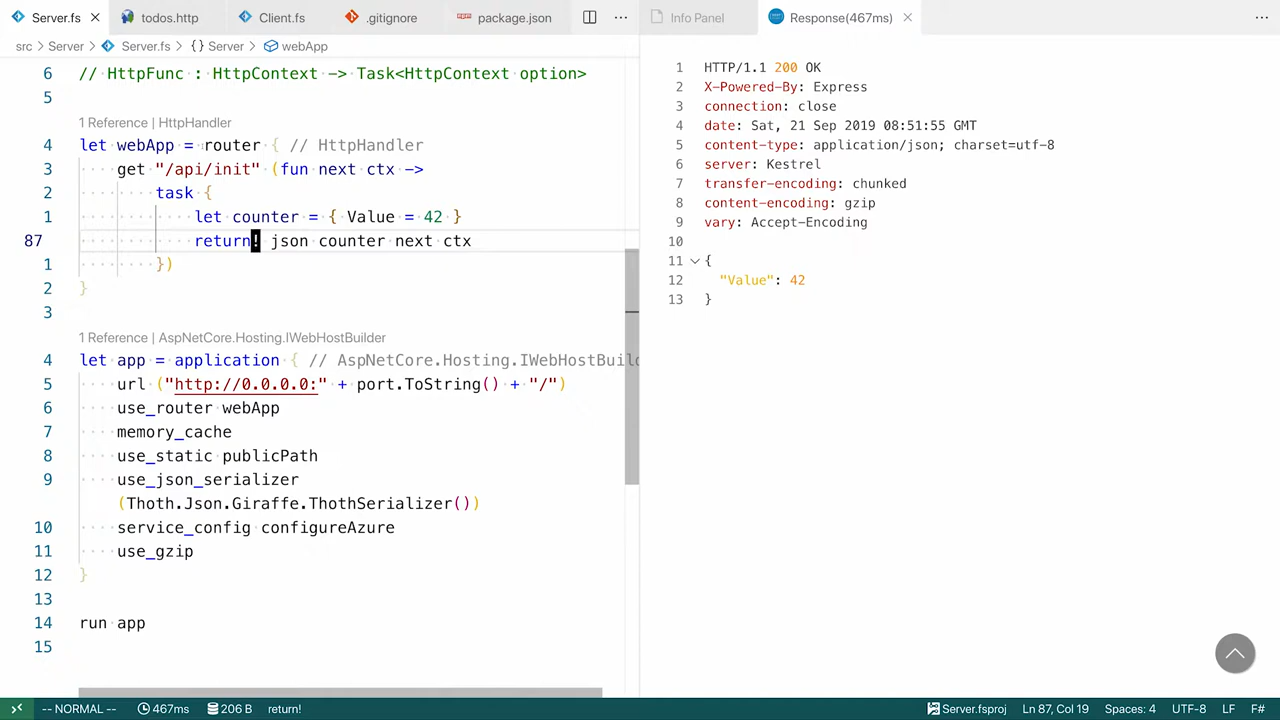 Server.fs
todos.http
Client.fs
.gitignore
package.json
src
Server
Server.fs
{} Server
webApp
6 // HttpFunc : HttpContext -> Task<HttpContext option>
5
1 Reference | HttpHandler
4 let webApp = router { // HttpHandler
3 get "/api/init" (fun next ctx ->
2 task {
1 let counter = { Value = 42 }
87 return! json counter next ctx
1 })
2 }
3
1 Reference | AspNetCore.Hosting.IWebHostBuilder
4 let app = application { // AspNetCore.Hosting.IWebHostBuild
5 url ("http://0.0.0.0:" + port.ToString() + "/")
6 use_router webApp
7 memory_cache
8 use_static publicPath
9 use_json_serializer
(Thoth.Json.Giraffe.ThothSerializer())
10 service_config configureAzure
11 use_gzip
12 }
13
14 run app
15
Info Panel
Response(467ms)
1 HTTP/1.1 200 OK
2 X-Powered-By: Express
3 connection: close
4 date: Sat, 21 Sep 2019 08:51:55 GMT
5 content-type: application/json; charset=utf-8
6 server: Kestrel
7 transfer-encoding: chunked
8 content-encoding: gzip
9 vary: Accept-Encoding
10
11 {
12 "Value": 42
13 }
-- NORMAL --
467ms
206 B
return!
Server.fsproj
Ln 87, Col 19
Spaces: 4
UTF-8
LF
F#